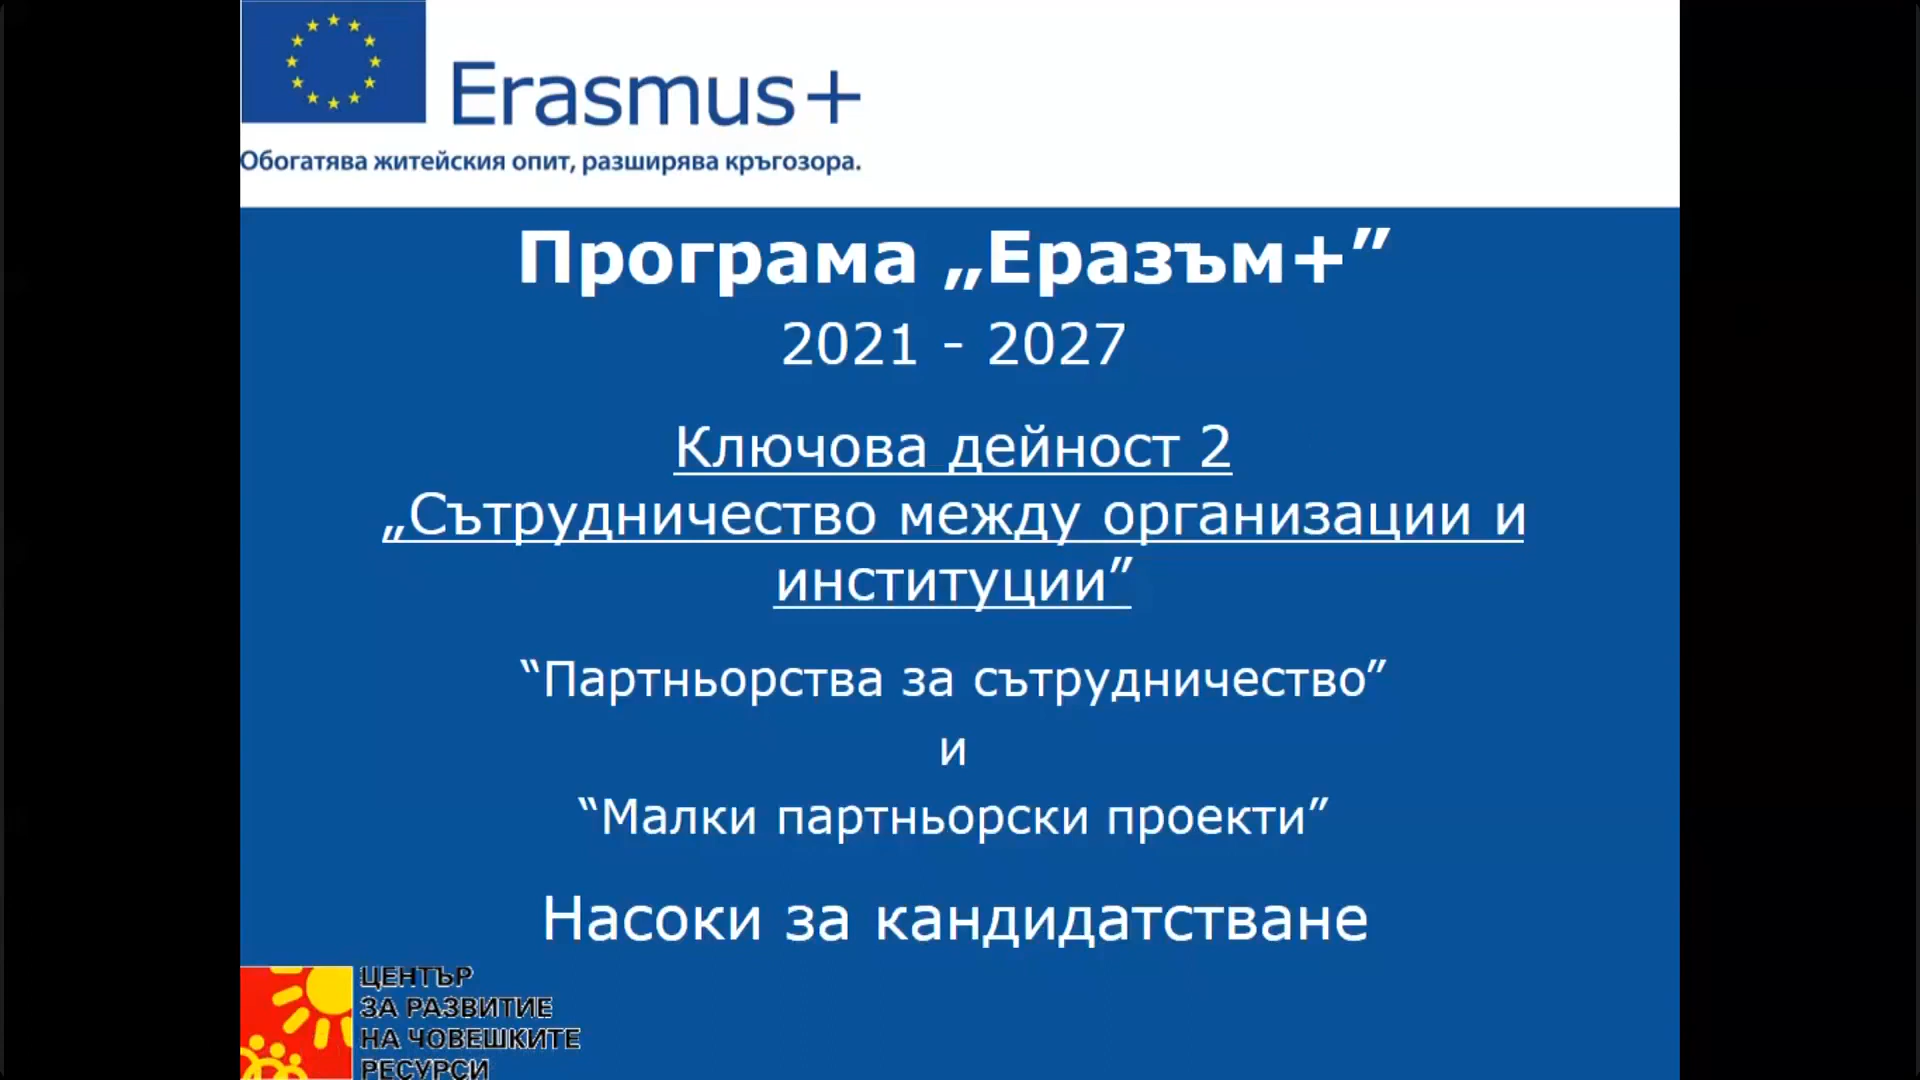 Erasmus+
Обогатява житейския опит, разширява кръгозора.
Програма „Еразъм+”
2021 - 2027
Ключова дейност 2
„Сътрудничество между организации и
институции”
“Партньорства за сътрудничество”
и
“Малки партньорски проекти”
Насоки за кандидатстване
ЦЕНТЪР
ЗА РАЗВИТИЕ
НА ЧОВЕШКИТЕ
РЕСУРСИ